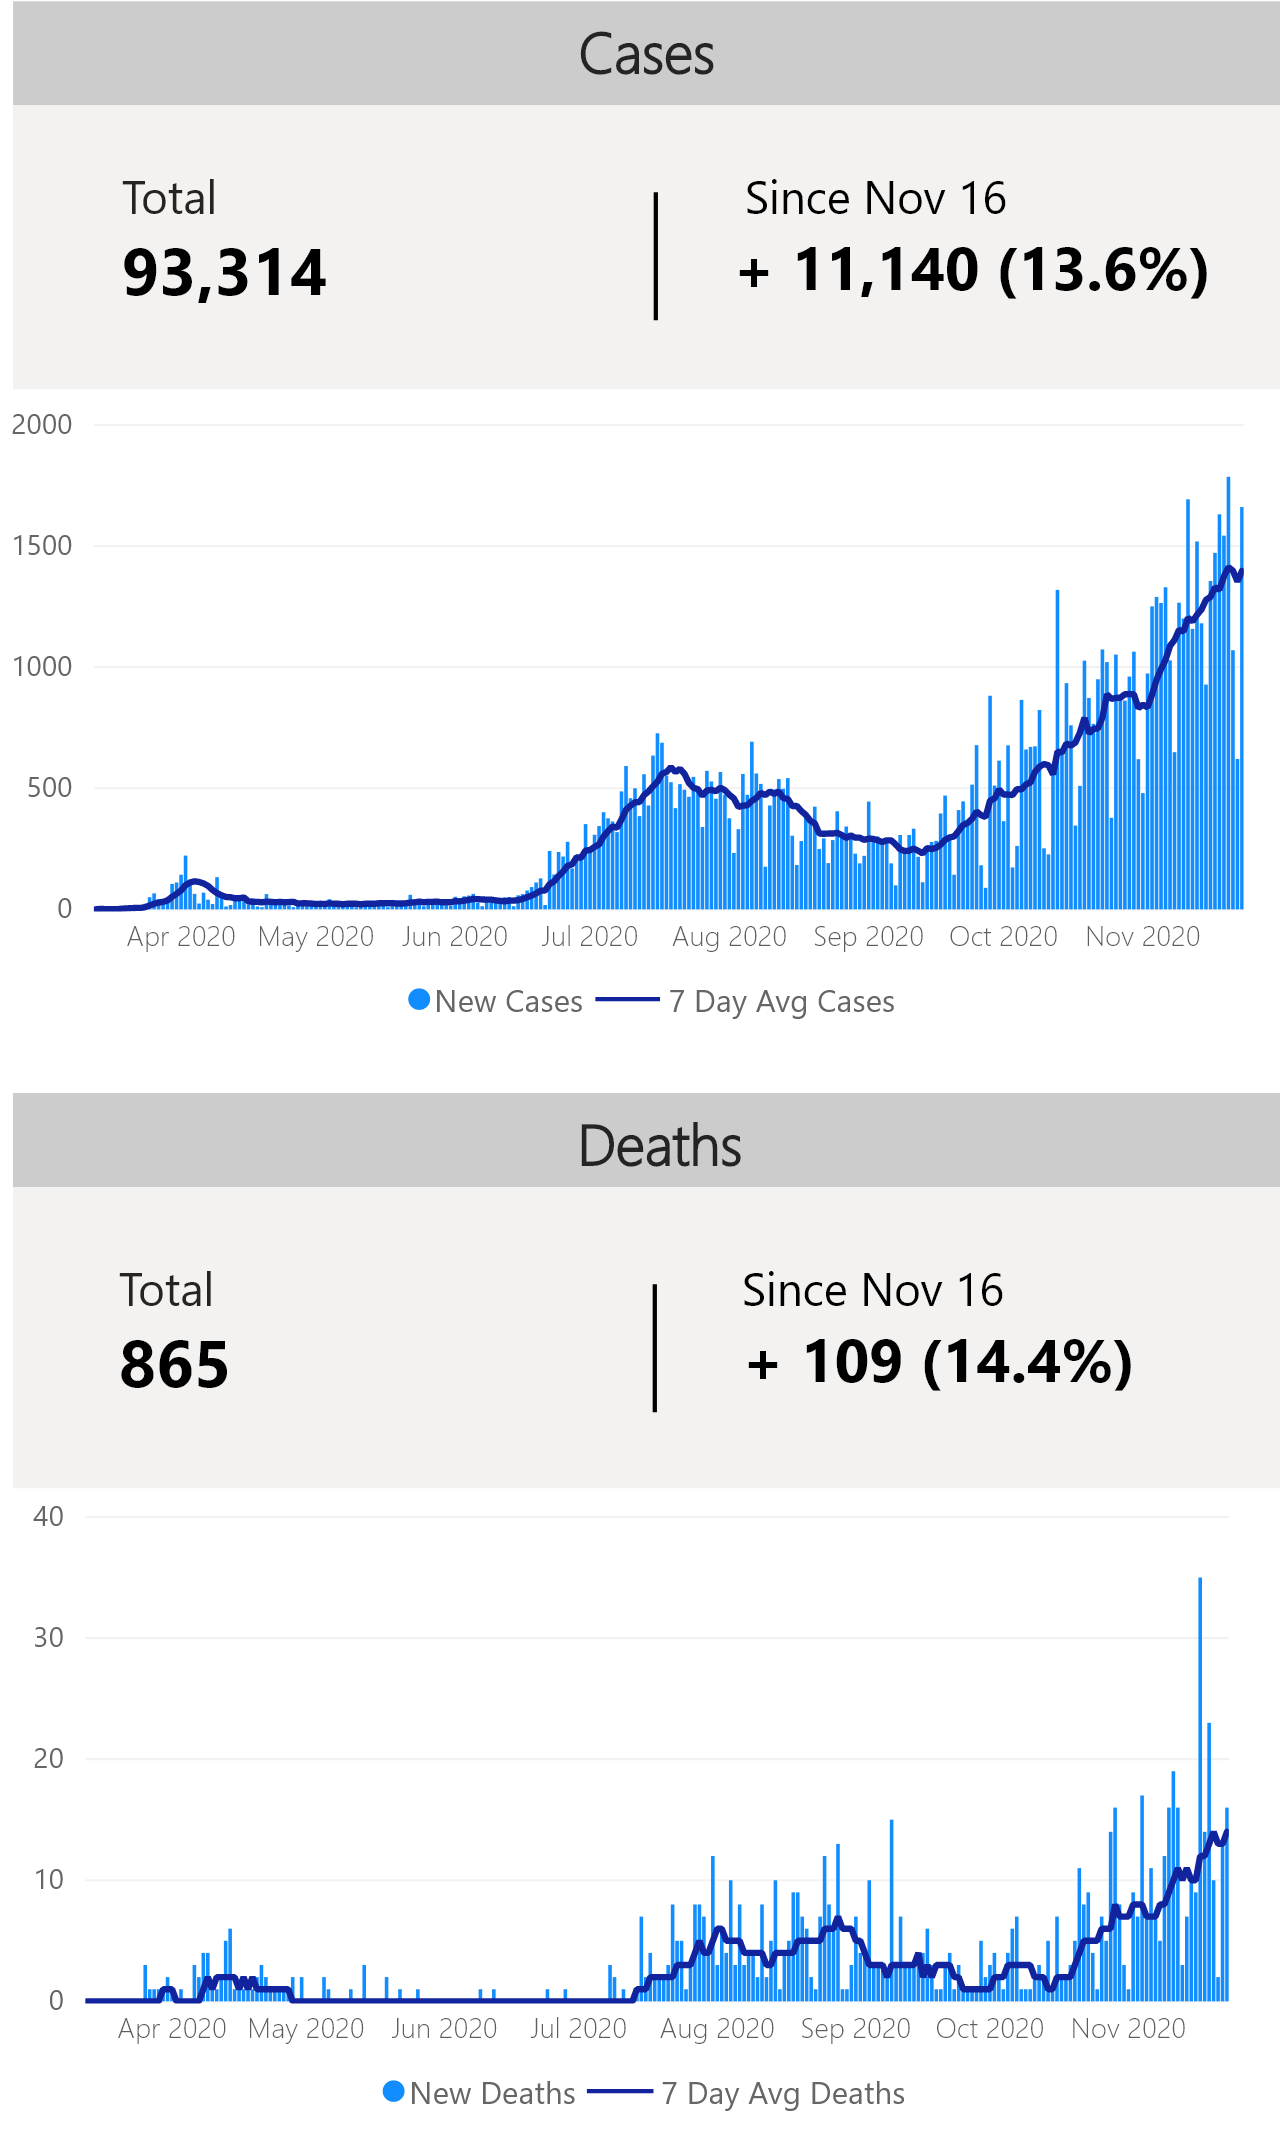 Cases
Total
Since Nov 16
93,314
+ 11,140 (13.6%)
2000
1500
1000
500
0
Apr 2020 May 2020 Jun 2020 Jul 2020 Aug 2020 Sep 2020 Oct 2020 Nov 2020
New Cases 7 Day Avg Cases
Deaths
Total
Since Nov 16
865
+ 109 (14.4%)
40
30
20
10
0
Apr 2020 May 2020 Jun 2020 Jul 2020 Aug 2020 Sep 2020 Oct 2020 Nov 2020
New Deaths 7 Day Avg Deaths